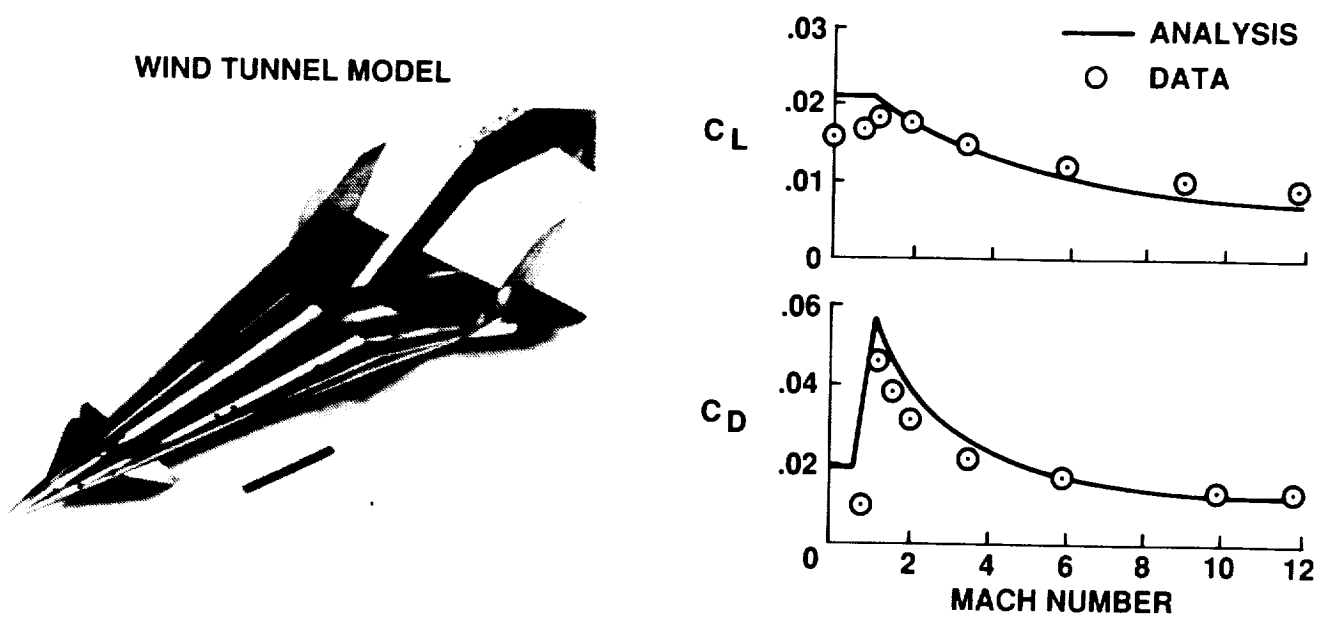 WIND TUNNEL MODEL
.03
.02
.01
0
C L
ANALYSIS
DATA
.06
.04
.02
0
C D
2 4 6 8 10 12
MACH NUMBER